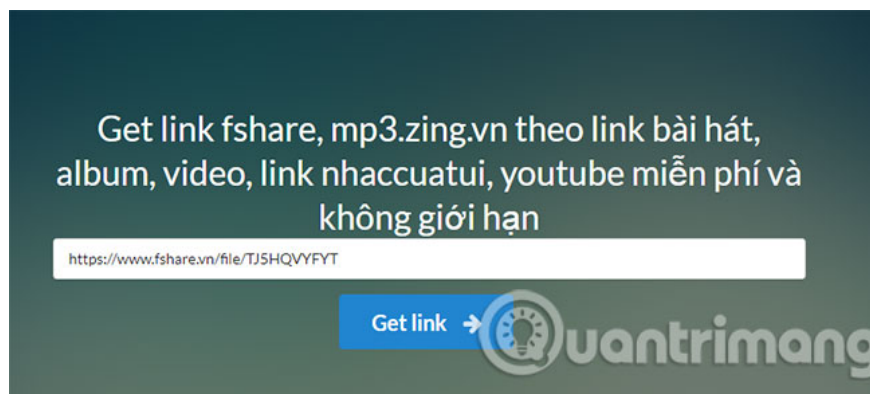 Get link fshare, mp3.zing.vn theo link bài hát,
album, video, link nhaccuatui, youtube miễn phí và
không giới hạn
https://www.fshare.vn/file/TJ5HQVYFYT
Get link
Quantrimang